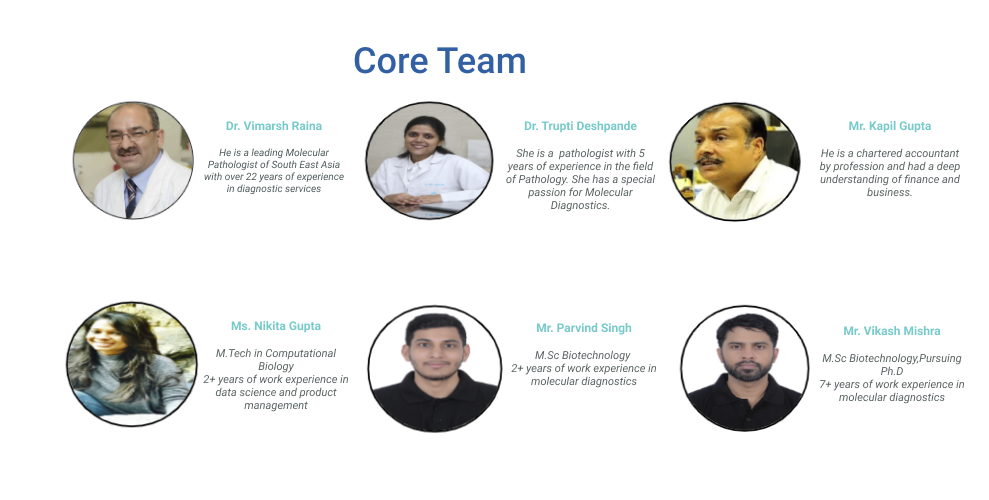 Core Team
Dr. Vimarsh Raina
He is a leading Molecular
Pathologist of South East Asia
with over 22 years of experience
in diagnostic services
Dr. Trupti Deshpande
She is a pathologist with 5
years of experience in the field
of Pathology. She has a special
passion for Molecular
Diagnostics.
Mr. Kapil Gupta
He is a chartered accountant
by profession and had a deep
understanding of finance and
business.
Ms. Nikita Gupta
M.Tech in Computational
Biology
2+ years of work experience in
data science and product
management
Mr. Parvind Singh
M.Sc Biotechnology
2+ years of work experience in
molecular diagnostics
Mr. Vikash Mishra
M.Sc Biotechnology,Pursuing
Ph.D
7+ years of work experience in
molecular diagnostics